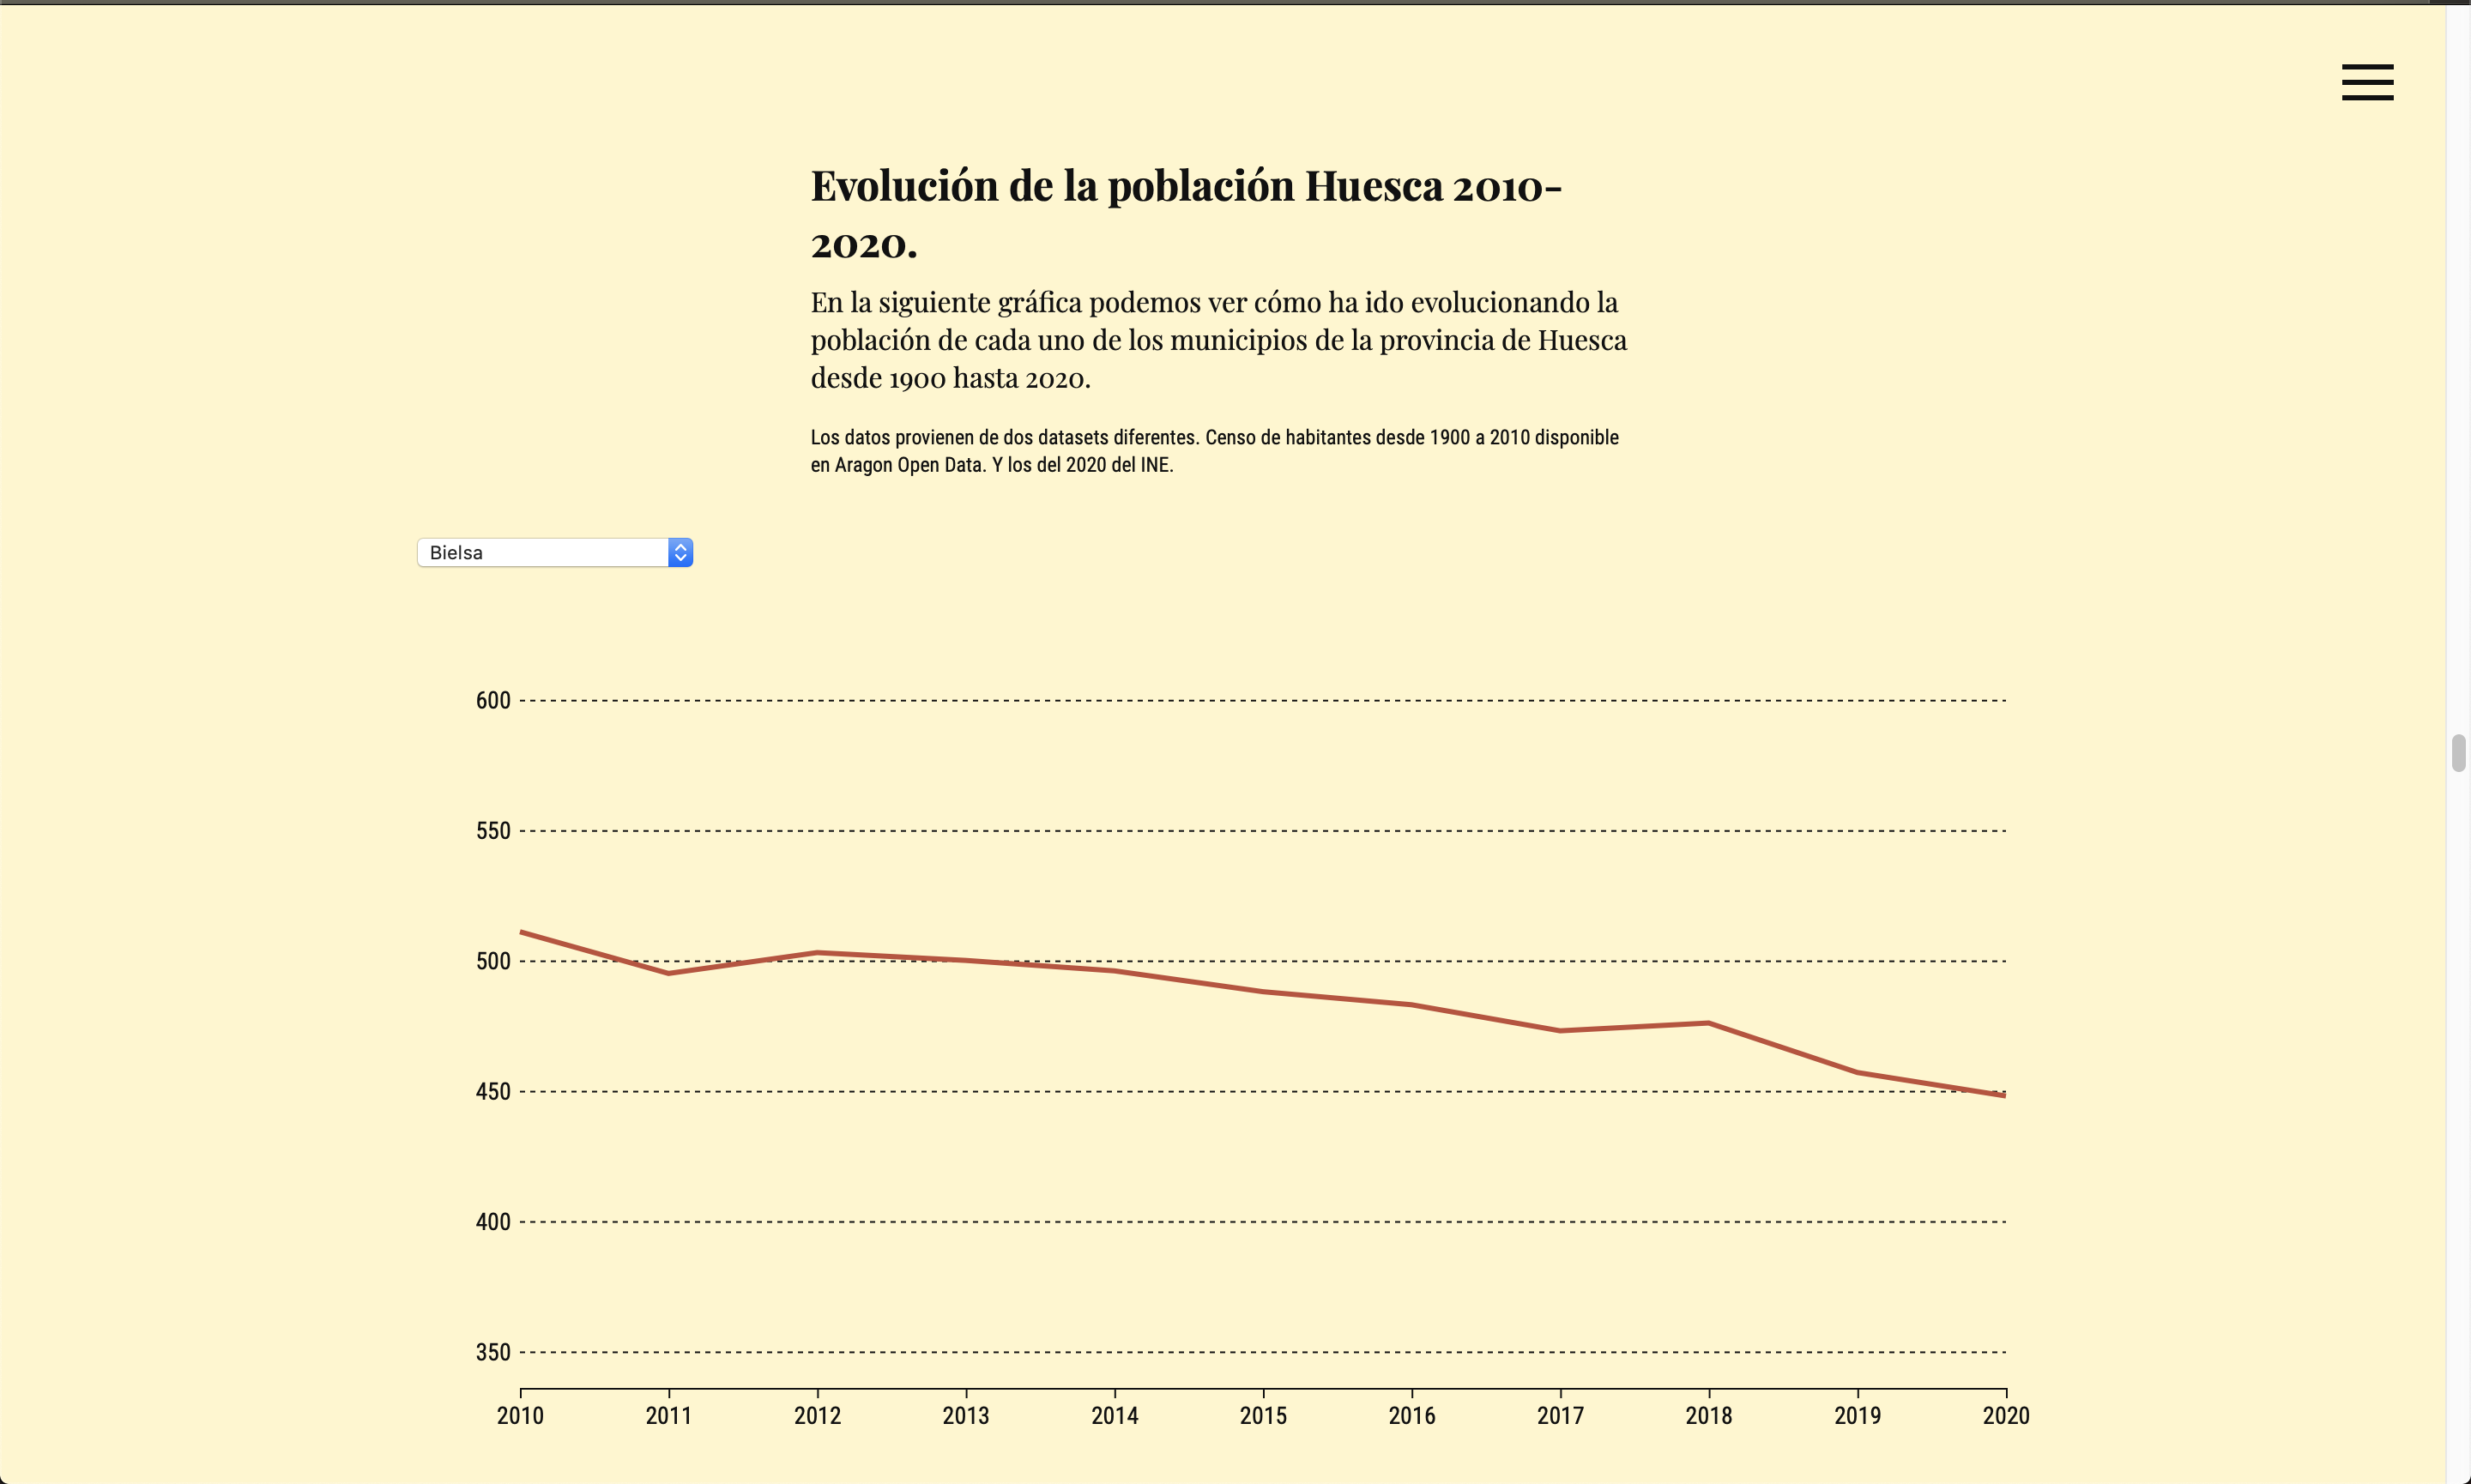 Evolución de la población Huesca 2010-
2020.
En la siguiente gráfica podemos ver cómo ha ido evolucionando la
población de cada uno de los municipios de la provincia de Huesca
desde 1900 hasta 2020.
Los datos provienen de dos datasets diferentes. Censo de habitantes desde 1900 a 2010 disponible
en Aragon Open Data. Y los del 2020 del INE.
Bielsa
600
550
500
450
400
350
2010 2011 2012 2013 2014 2015 2016 2017 2018 2019 2020